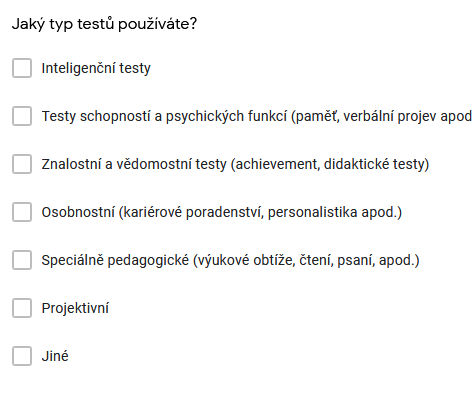 Jaký typ testů používáte?
Inteligenční testy
Testy schopností a psychických funkcí (paměť, verbální projev apod
Znalostní a vědomostní testy (achievement, didaktické testy)
Osobnostní (kariérové poradenství, personalistika apod.)
Speciálně pedagogické (výukové obtíže, čtení, psaní, apod.)
Projektivní
Jiné